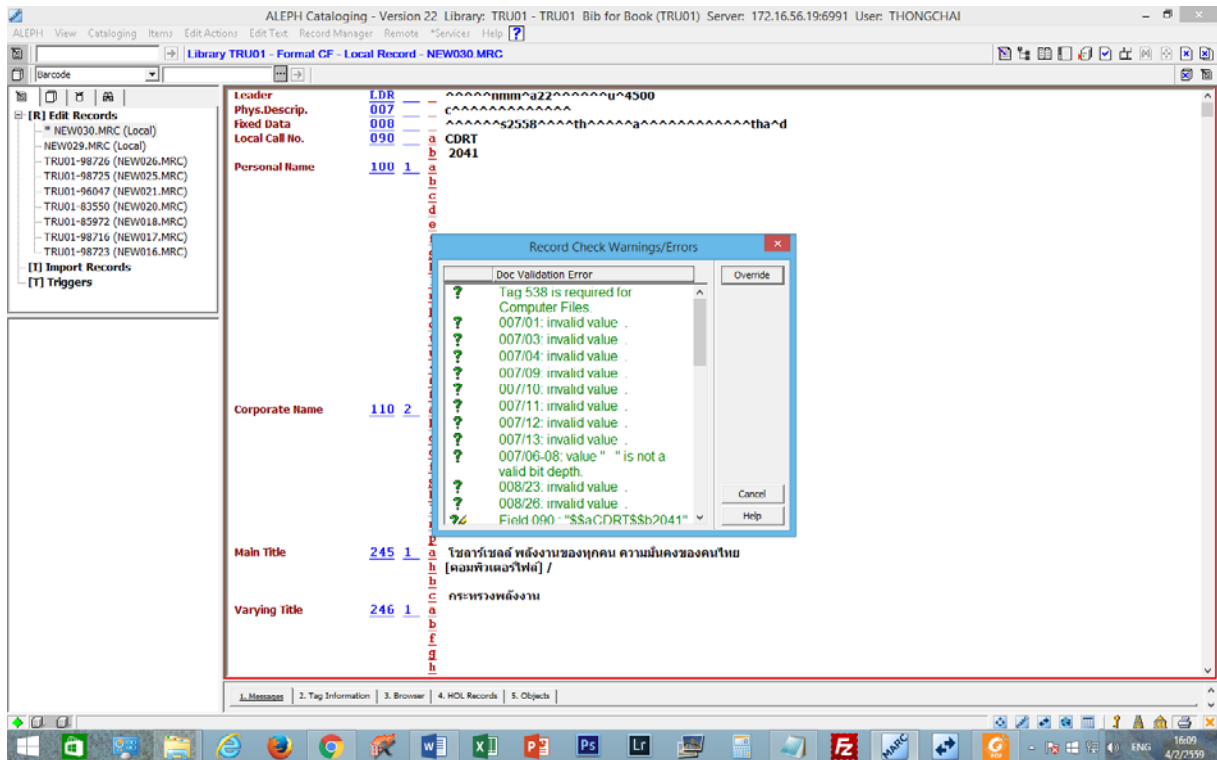 ALEPH Cataloging - Version 22 Library: TRU01 - TRU01 Bib for Book (TRU01) Server: 172.16.56.19:6991 User: THONGCHAI
ALEPH View Cataloging Items Edit Actions Edit Text Record Manager Remote *Services Help ?
Library TRU01 - Formal CF - Local Record - NEW030.MRC
Barcode
[R] Edit Records
* NEW030.MRC (Local)
NEW029.MRC (Local)
TRU01-98726 (NEW026.MRC)
TRU01-98725 (NEW025.MRC)
TRU01-96047 (NEW021.MRC)
TRU01-83550 (NEW020.MRC)
TRU01-85972 (NEW018.MRC)
TRU01-98716 (NEW017.MRC)
TRU01-98723 (NEW016.MRC)
[I] Import Records
[T] Triggers
Leader LDR ^^^^^nmm^a22^^^^^^u^4500
Phys.Descrip. 007 c^^^^^^^^^^^^^
Fixed Data 008 ^^^^^^s2558^^^^th^^^^^a^^^^^^^^^^^^^tha^d
Local Call No. 090 a CDRT
b 2041
Personal Name 100 1 a
b
c
d
e
Record Check Warnings/Errors
Doc Validation Error
Override
? Tag 538 is required for
Computer Files.
? 007/01: invalid value .
? 007/03: invalid value .
? 007/04: invalid value .
? 007/09: invalid value .
? 007/10: invalid value .
? 007/11: invalid value .
? 007/12: invalid value .
? 007/13: invalid value .
? 007/06-08: value " " is not a
valid bit depth.
? 008/23: invalid value .
? 008/26: invalid value .
Field 090 : "$$aCDRT$$b2041"
Cancel
Help
Corporate Name 110 2
p
Main Title 245 1 a โซลาร์เซลล์ พลังงานของทุกคน ความมั่นคงของคนไทย
h [คอมพิวเตอร์ไฟล์] /
b
c กระทรวงพลังงาน
Varying Title 246 1 a
b
f
g
h
1. Messages 2. Tag Information 3. Browser 4. HOL Records 5. Objects
Ps Lr Fz MARC
ENG 16:09
4/2/2559